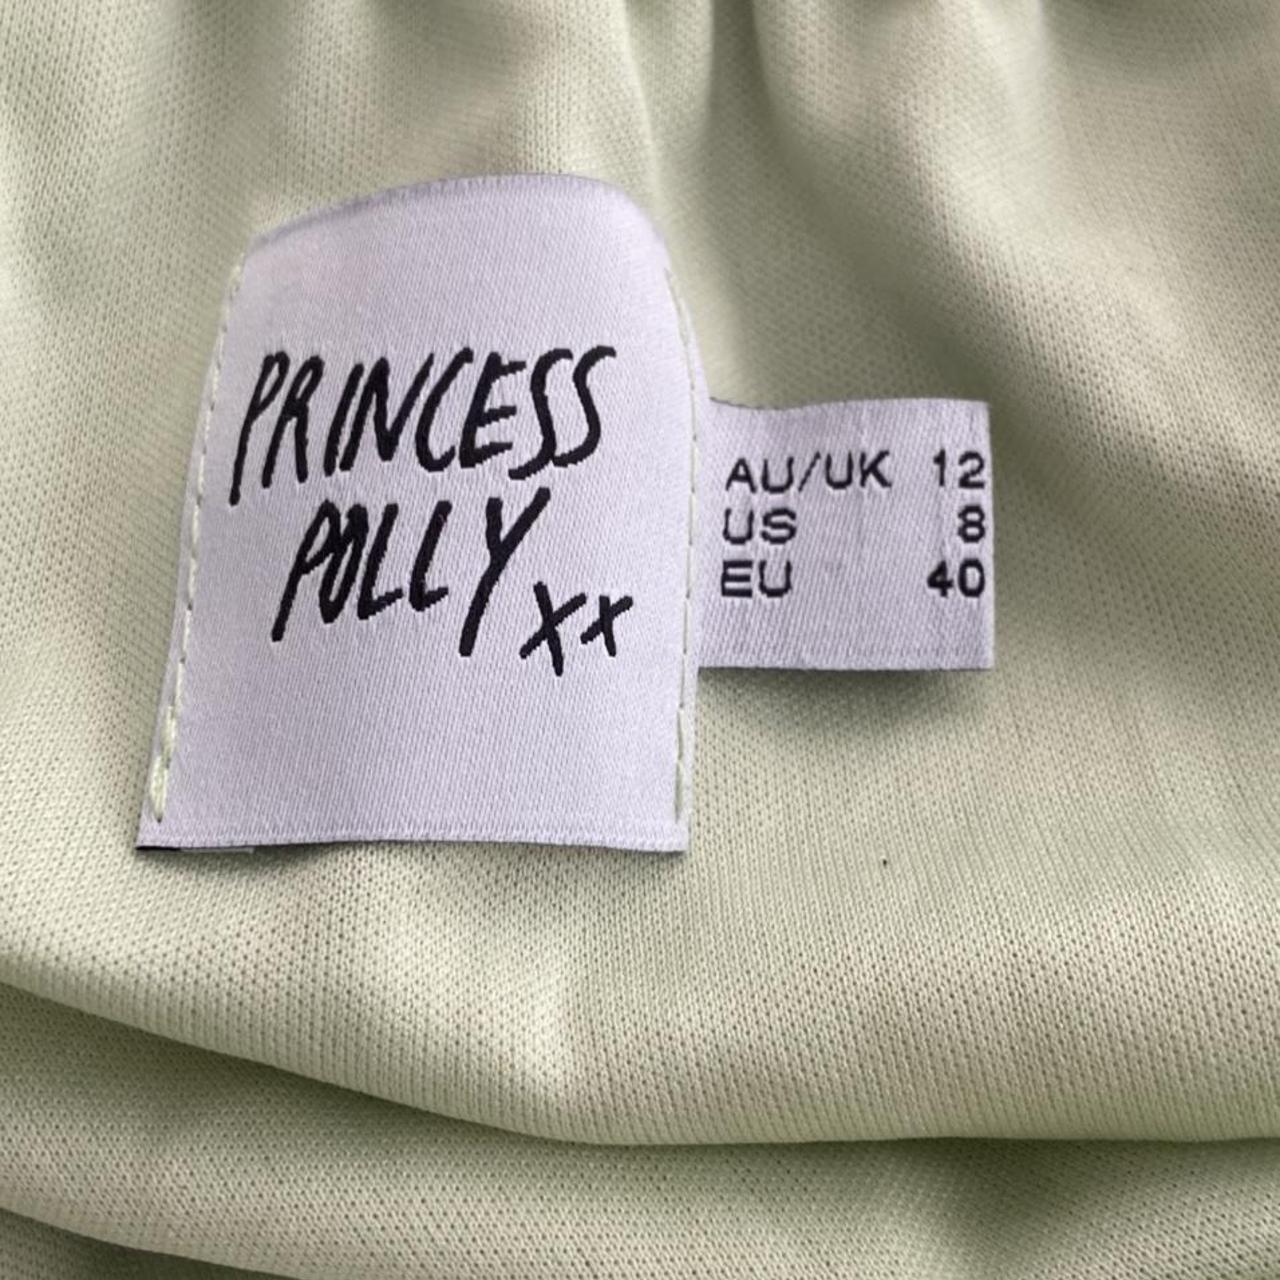 PRINCESS
POLLY xx
AU/UK 12
US 8
EU 40